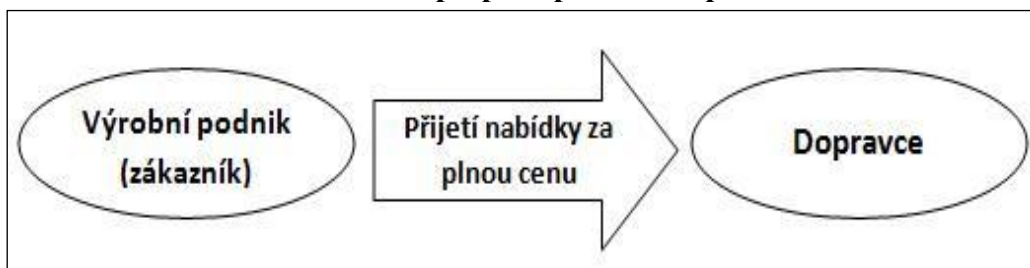 Výrobní podnik
(zákazník)
Přijetí nabídky za
plnou cenu
Dopravce